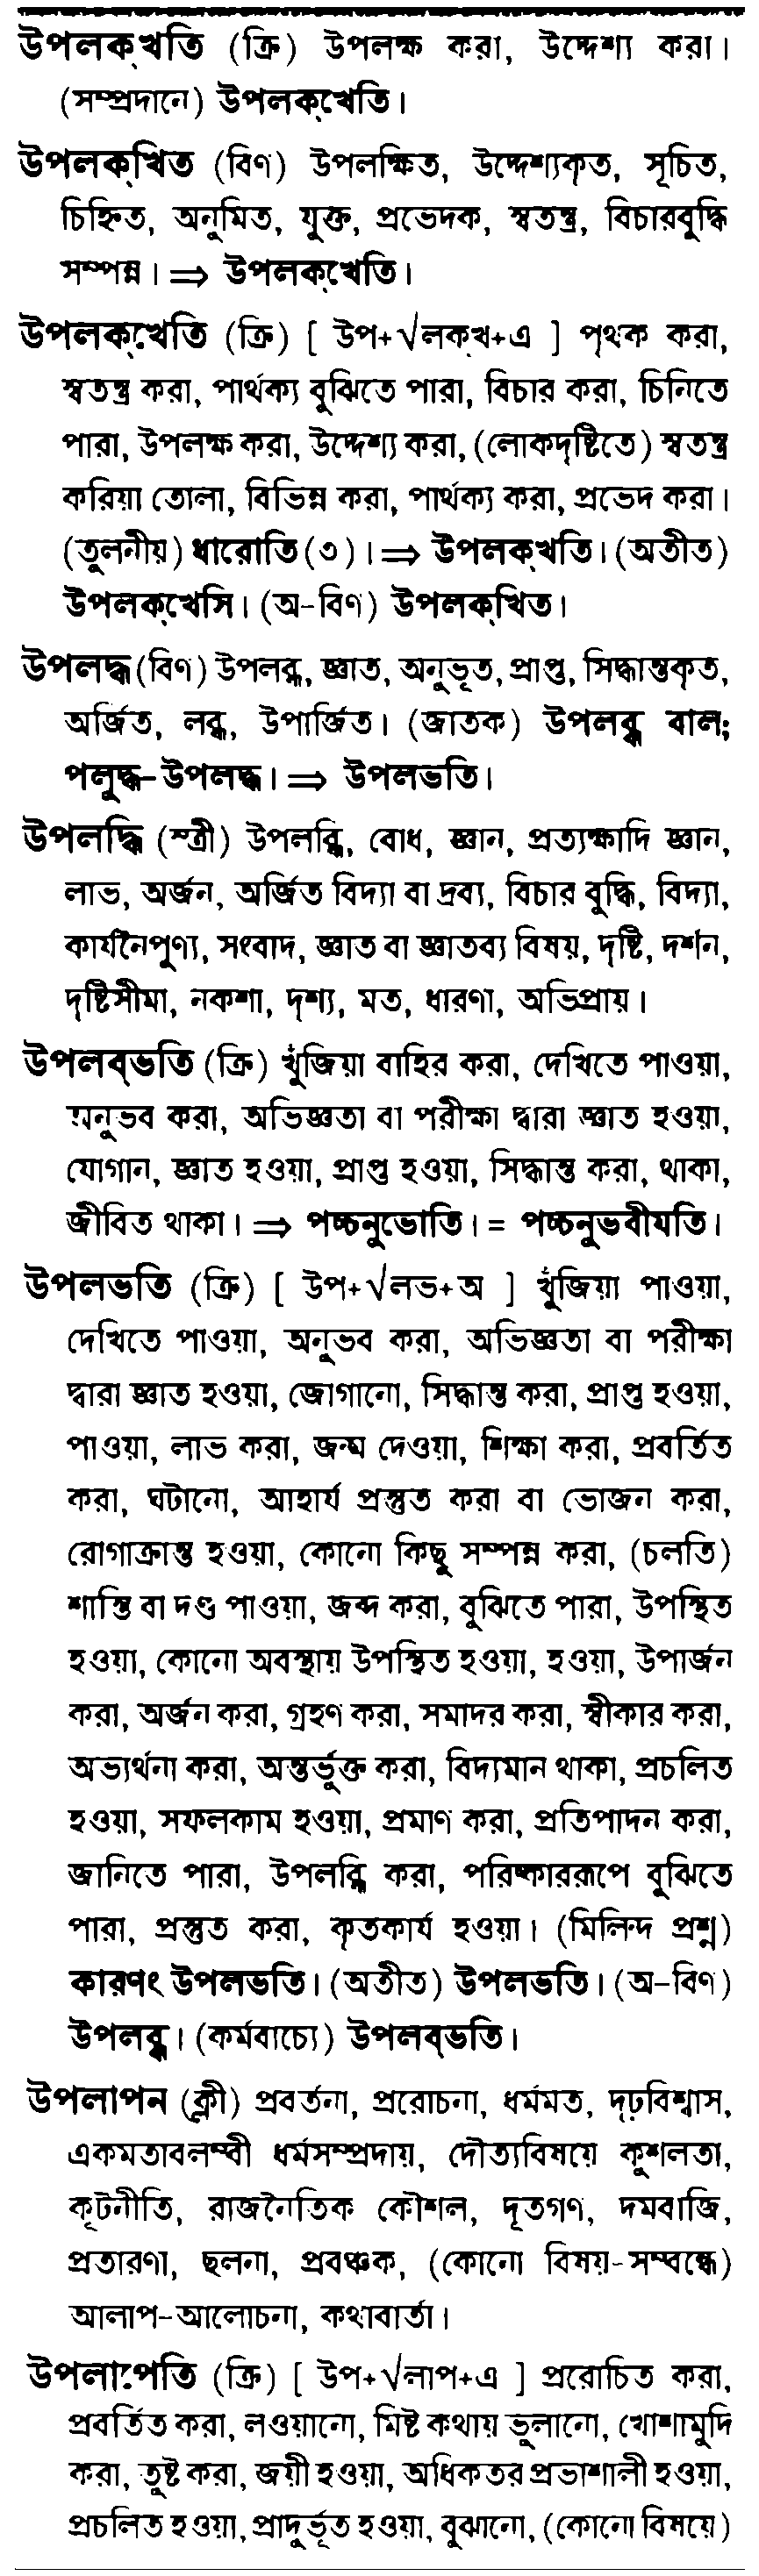 উপলক্খতি (ক্রি) উপলক্ষ করা, উদ্দেশ্য করা।
(সম্প্রদানে) উপলক্খেতি।
উপলক্খিত (বিণ) উপলক্ষিত, উদ্দেশ্যকৃত, সূচিত,
চিহ্নিত, অনুমিত, যুক্ত, প্রভেদক, স্বতন্ত্র, বিচারবুদ্ধি
সম্পন্ন। ⇒ উপলক্খেতি।
উপলক্খেতি (ক্রি) [ উপ+√লক্খ+এ ] পৃথক করা,
স্বতন্ত্র করা, পার্থক্য বুঝিতে পারা, বিচার করা, চিনিতে
পারা, উপলক্ষ করা, উদ্দেশ্য করা, (লোকদৃষ্টিতে) স্বতন্ত্র
করিয়া তোলা, বিভিন্ন করা, পার্থক্য করা, প্রভেদ করা।
(তুলনীয়) ধারোতি (৩)। ⇒ উপলক্খতি। (অতীত)
উপলক্খেসি। (অ-বিণ) উপলক্খিত।
উপলদ্ধ (বিণ) উপলব্ধ, জ্ঞাত, অনুভূত, প্রাপ্ত, সিদ্ধান্তকৃত,
অর্জিত, লব্ধ, উপার্জিত। (জাতক) উপলব্ধ বাল;
পলুদ্ধ-উপলদ্ধ। ⇒ উপলভতি।
উপলদ্ধি (স্ত্রী) উপলব্ধি, বোধ, জ্ঞান, প্রত্যক্ষাদি জ্ঞান,
লাভ, অর্জন, অর্জিত বিদ্যা বা দ্রব্য, বিচার বুদ্ধি, বিদ্যা,
কার্যনৈপুণ্য, সংবাদ, জ্ঞাত বা জ্ঞাতব্য বিষয়, দৃষ্টি, দর্শন,
দৃষ্টিসীমা, নকশা, দৃশ্য, মত, ধারণা, অভিপ্রায়।
উপলব্ভতি (ক্রি) খুঁজিয়া বাহির করা, দেখিতে পাওয়া,
অনুভব করা, অভিজ্ঞতা বা পরীক্ষা দ্বারা জ্ঞাত হওয়া,
যোগান, জ্ঞাত হওয়া, প্রাপ্ত হওয়া, সিদ্ধান্ত করা, থাকা,
জীবিত থাকা। ⇒ পচ্চনুভোতি। = পচ্চনুভবীযতি।
উপলভতি (ক্রি) [ উপ+√লভ+অ ] খুঁজিয়া পাওয়া,
দেখিতে পাওয়া, অনুভব করা, অভিজ্ঞতা বা পরীক্ষা
দ্বারা জ্ঞাত হওয়া, জোগানো, সিদ্ধান্ত করা, প্রাপ্ত হওয়া,
পাওয়া, লাভ করা, জন্ম দেওয়া, শিক্ষা করা, প্রবর্তিত
করা, ঘটানো, আহার্য প্রস্তুত করা বা ভোজন করা,
রোগাক্রান্ত হওয়া, কোনো কিছু সম্পন্ন করা, (চলতি)
শাস্তি বা দণ্ড পাওয়া, জব্দ করা, বুঝিতে পারা, উপস্থিত
হওয়া, কোনো অবস্থায় উপস্থিত হওয়া, হওয়া, উপার্জন
করা, অর্জন করা, গ্রহণ করা, সমাদর করা, স্বীকার করা,
অভ্যর্থনা করা, অন্তর্ভুক্ত করা, বিদ্যমান থাকা, প্রচলিত
হওয়া, সফলকাম হওয়া, প্রমাণ করা, প্রতিপাদন করা,
জানিতে পারা, উপলব্ধি করা, পরিষ্কাররূপে বুঝিতে
পারা, প্রস্তুত করা, কৃতকার্য হওয়া। (মিলিন্দ প্রশ্ন)
কারণং উপলভতি। (অতীত) উপলভতি। (অ-বিণ)
উপলব্ধ। (কর্মবাচ্যে) উপলব্ভতি।
উপলাপন (ক্লী) প্রবর্তনা, প্ররোচনা, ধর্মমত, দৃঢ়বিশ্বাস,
একমতাবলম্বী ধর্মসম্প্রদায়, দৌত্যবিষয়ে কুশলতা,
কূটনীতি, রাজনৈতিক কৌশল, দূতগণ, দমবাজি,
প্রতারণা, ছলনা, প্রবঞ্চক, (কোনো বিষয়-সম্বন্ধে)
আলাপ-আলোচনা, কথাবার্তা।
উপলাপেতি (ক্রি) [ উপ+√লাপ+এ ] প্ররোচিত করা,
প্রবর্তিত করা, লওয়ানো, মিষ্ট কথায় ভুলানো, খোশামুদি
করা, তুষ্ট করা, জয়ী হওয়া, অধিকতর প্রভাশালী হওয়া,
প্রচলিত হওয়া, প্রাদুর্ভূত হওয়া, বুঝানো, (কোনো বিষয়ে)